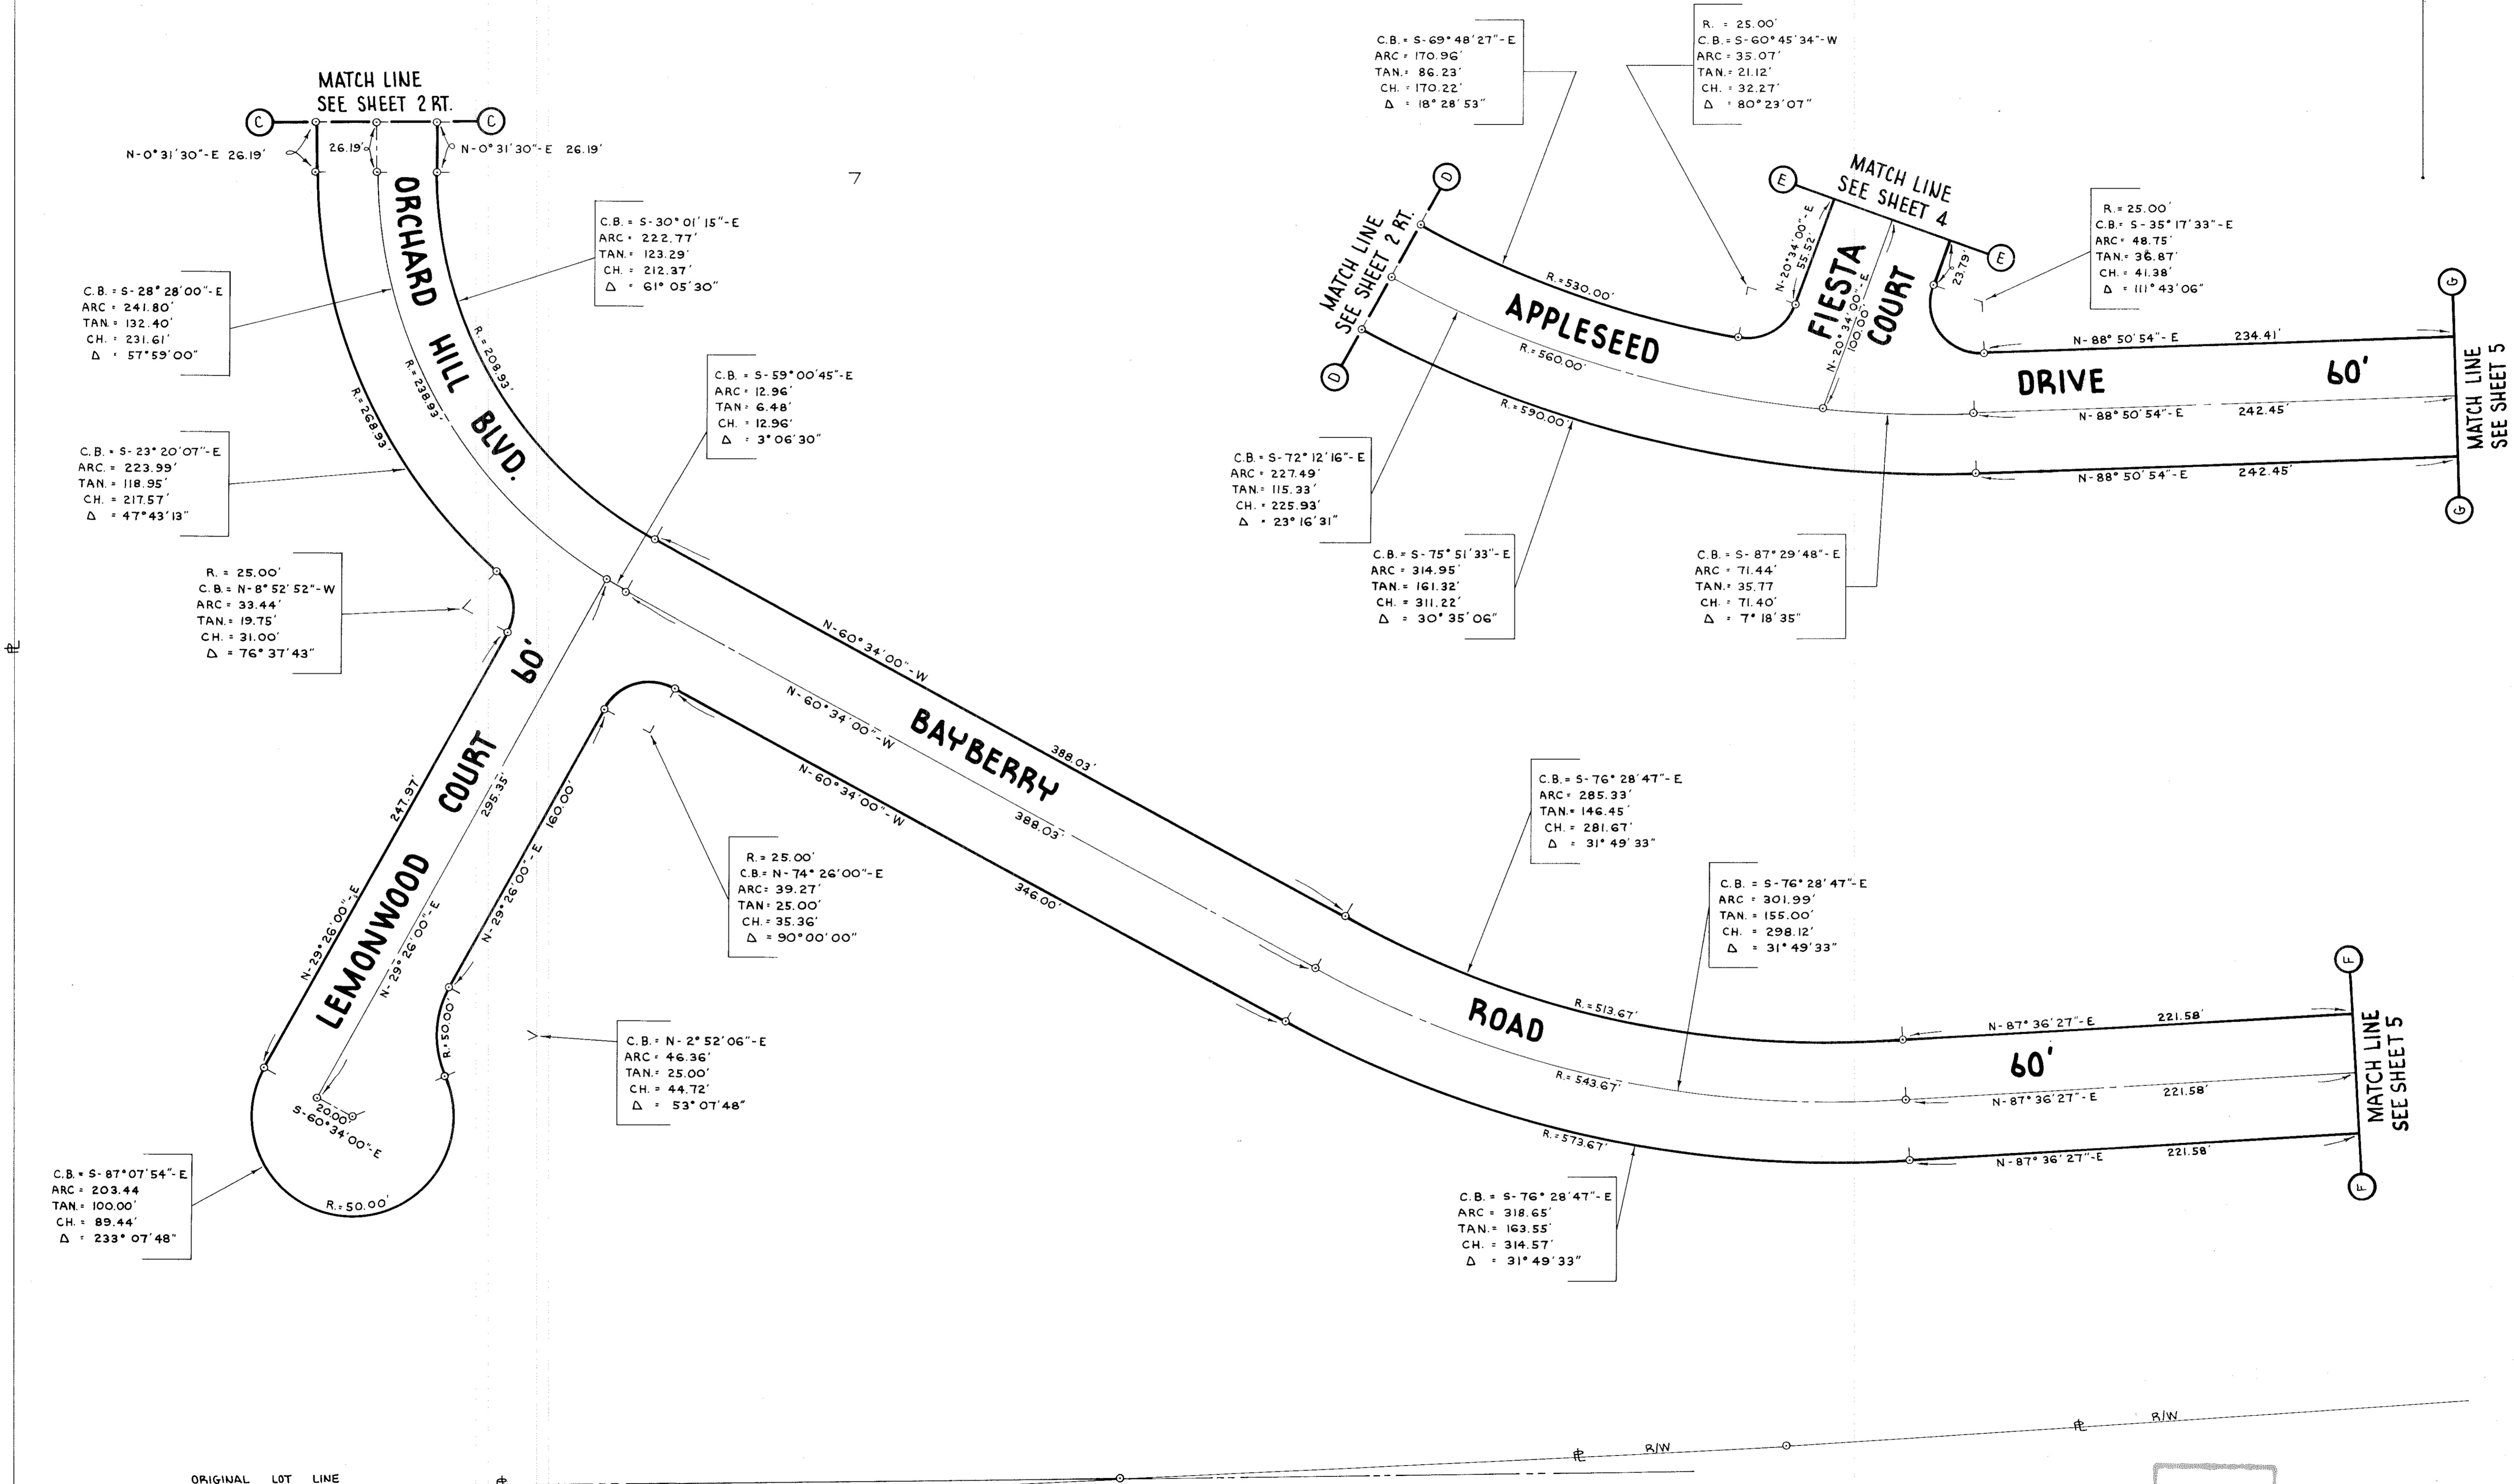 MATCH LINE
SEE SHEET 2 RT.
C
C
N-0°31'30"-E 26.19'
26.19'
N-0°31'30"-E 26.19'
ORCHARD HILL BLVD.
C.B. = S-30°01'15"-E
ARC = 222.77'
TAN. = 123.29'
CH. = 212.37'
Δ = 61°05'30"
C.B. = S-28°28'00"-E
ARC = 241.80'
TAN. = 132.40'
CH. = 231.61'
Δ = 57°59'00"
R.= 208.93'
R.= 238.93'
R.= 268.93'
C.B. = S-59°00'45"-E
ARC = 12.96'
TAN = 6.48'
CH. = 12.96'
Δ = 3°06'30"
C.B. = S-23°20'07"-E
ARC. = 223.99'
TAN. = 118.95'
CH. = 217.57'
Δ = 47°43'13"
R. = 25.00'
C.B. = N-8°52'52"-W
ARC = 33.44'
TAN. = 19.75'
CH. = 31.00'
Δ = 76°37'43"
C.B. = S-69°48'27"-E
ARC = 170.96'
TAN. = 86.23'
CH. = 170.22'
Δ = 18°28'53"
R. = 25.00'
C.B. = S-60°45'34"-W
ARC = 35.07'
TAN. = 21.12'
CH. = 32.27'
Δ = 80°23'07"
D
MATCH LINE
SEE SHEET 2 RT.
D
E
MATCH LINE
SEE SHEET 4
E
R. = 25.00'
C.B. = S-35°17'33"-E
ARC = 48.75'
TAN. = 36.87'
CH. = 41.38'
Δ = 111°43'06"
N-20°34'00"-E
55.52'
FIESTA
COURT
N-20°34'00"-E
100.00'
23.79'
R.= 530.00'
APPLESEED
R.= 560.00'
R.= 590.00'
DRIVE
60'
N-88°50'54"-E 234.41'
N-88°50'54"-E 242.45'
N-88°50'54"-E 242.45'
G
MATCH LINE
SEE SHEET 5
G
C.B. = S-72°12'16"-E
ARC = 227.49'
TAN. = 115.33'
CH. = 225.93'
Δ = 23°16'31"
C.B. = S-75°51'33"-E
ARC = 314.95'
TAN. = 161.32'
CH. = 311.22'
Δ = 30°35'06"
C.B. = S-87°29'48"-E
ARC = 71.44'
TAN. = 35.77
CH. = 71.40'
Δ = 7°18'35"
60'
N-60°34'00"-W
388.03'
N-60°34'00"-W
388.03'
BAYBERRY
N-60°34'00"-W
346.00'
LEMONWOOD COURT
247.97'
N-29°26'00"-E
295.35'
N-29°26'00"-E
160.00'
N-29°26'00"-E
R. = 25.00'
C.B. = N-74°26'00"-E
ARC = 39.27'
TAN = 25.00'
CH. = 35.36'
Δ = 90°00'00"
R.= 50.00'
C.B. = N-2°52'06"-E
ARC = 46.36'
TAN. = 25.00'
CH. = 44.72'
Δ = 53°07'48"
20.00'
S-60°34'00"-E
R.= 50.00'
C.B. = S-87°07'54"-E
ARC = 203.44
TAN. = 100.00'
CH. = 89.44'
Δ = 233°07'48"
C.B. = S-76°28'47"-E
ARC = 285.33'
TAN. = 146.45'
CH. = 281.67'
Δ = 31°49'33"
C.B. = S-76°28'47"-E
ARC = 301.99'
TAN. = 155.00'
CH. = 298.12'
Δ = 31°49'33"
ROAD
R.= 513.67'
R.= 543.67'
R.= 573.67'
N-87°36'27"-E 221.58'
60'
N-87°36'27"-E 221.58'
N-87°36'27"-E 221.58'
F
MATCH LINE
SEE SHEET 5
F
C.B. = S-76°28'47"-E
ARC = 318.65'
TAN. = 163.55'
CH. = 314.57'
Δ = 31°49'33"
PL
PL R/W
PL R/W
ORIGINAL LOT LINE
PL